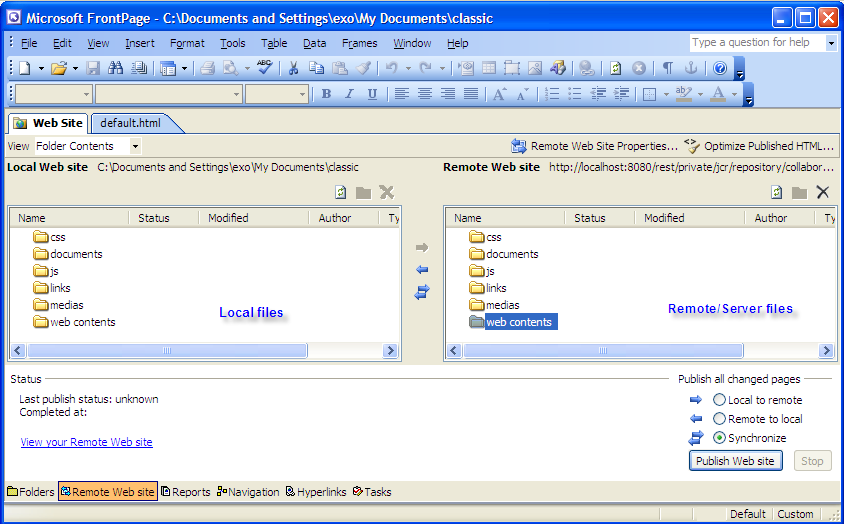 Microsoft FrontPage - C:\Documents and Settings\exo\My Documents\classic
File Edit View Insert Format Tools Table Data Frames Window Help Type a question for help
ABC B I U A A ab A
Web Site default.html
View Folder Contents Remote Web Site Properties... Optimize Published HTML...
Local Web site C:\Documents and Settings\exo\My Documents\classic Remote Web site http://localhost:8080/rest/private/jcr/repository/collabor...
Name Status Modified Author Ty Name Status Modified Author Ty
css css
documents documents
js js
links links
medias medias
Local files Remote/Server files
web contents web contents
Status Publish all changed pages
Last publish status: unknown Local to remote
Completed at: Remote to local
View your Remote Web site Synchronize
Publish Web site Stop
Folders Remote Web site Reports Navigation Hyperlinks Tasks
Default Custom